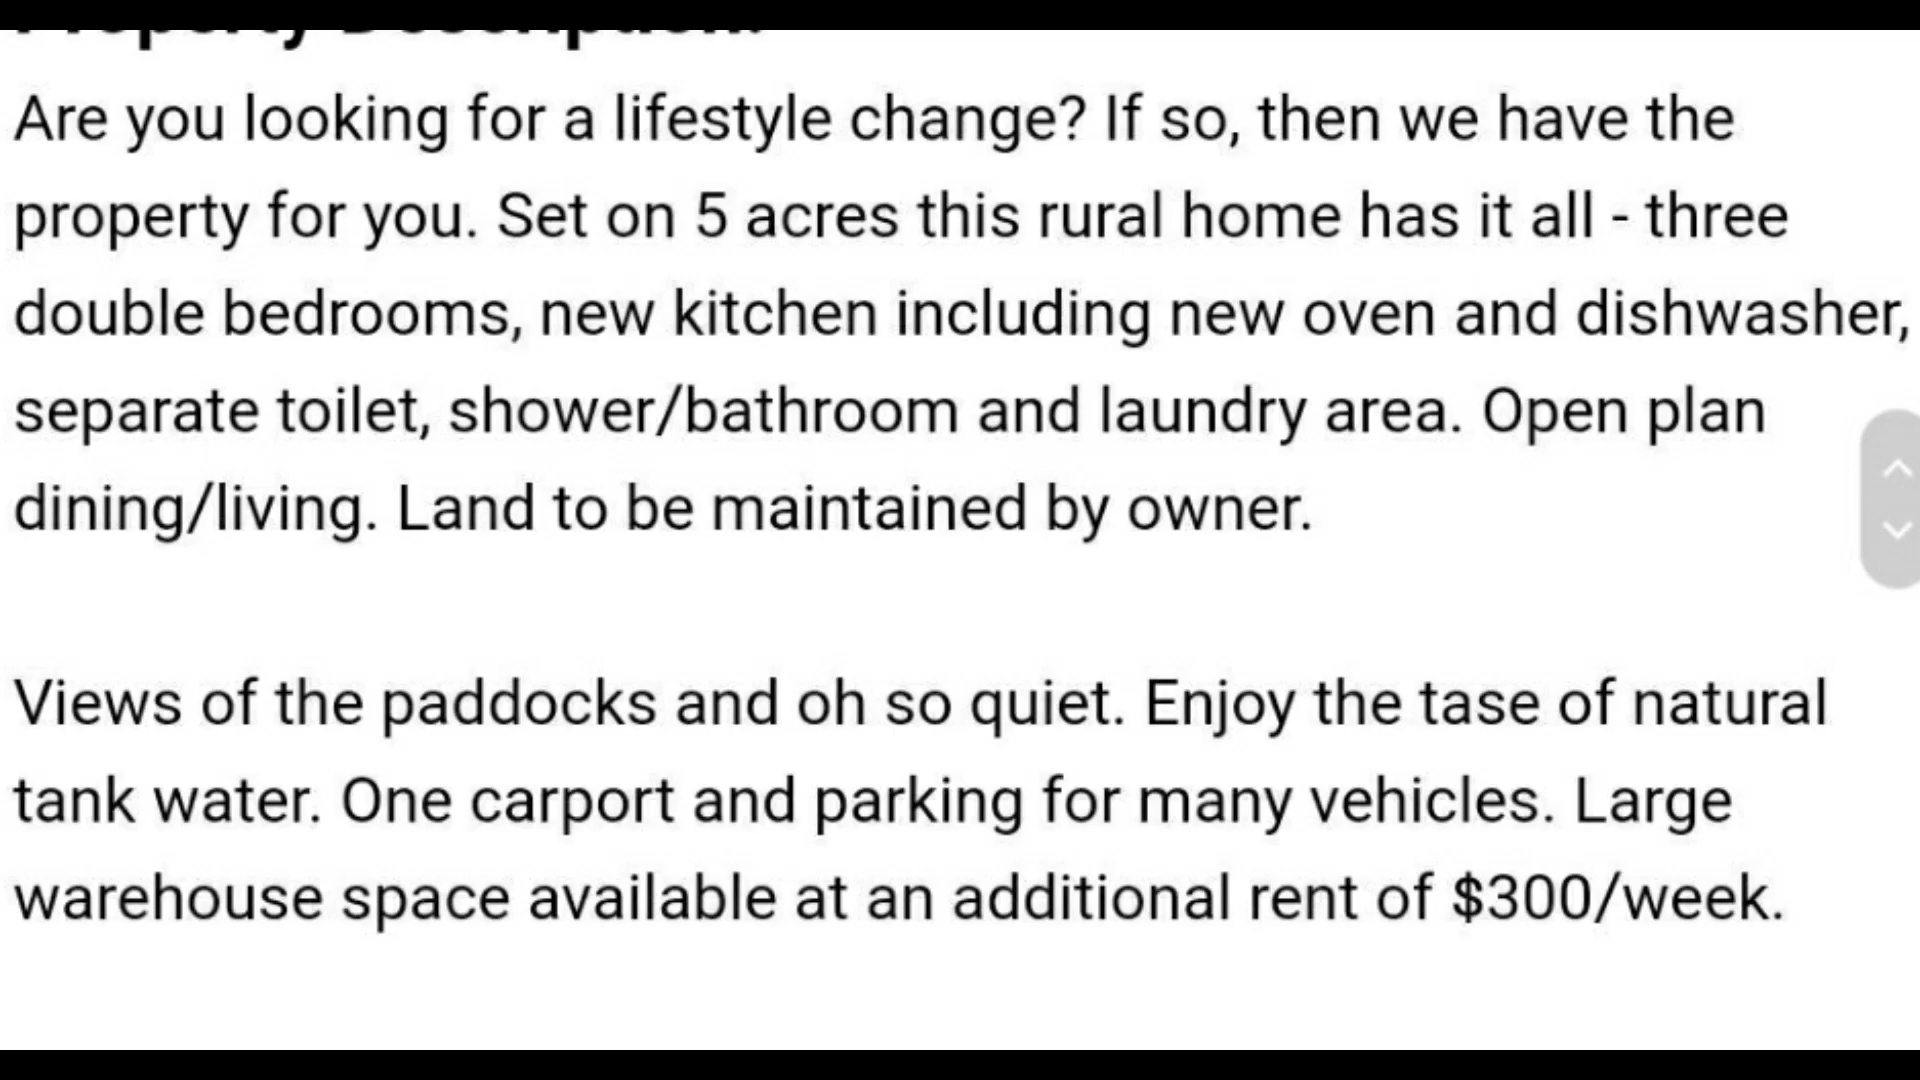 Property Description:
Are you looking for a lifestyle change? If so, then we have the
property for you. Set on 5 acres this rural home has it all - three
double bedrooms, new kitchen including new oven and dishwasher,
separate toilet, shower/bathroom and laundry area. Open plan
dining/living. Land to be maintained by owner.
Views of the paddocks and oh so quiet. Enjoy the tase of natural
tank water. One carport and parking for many vehicles. Large
warehouse space available at an additional rent of $300/week.